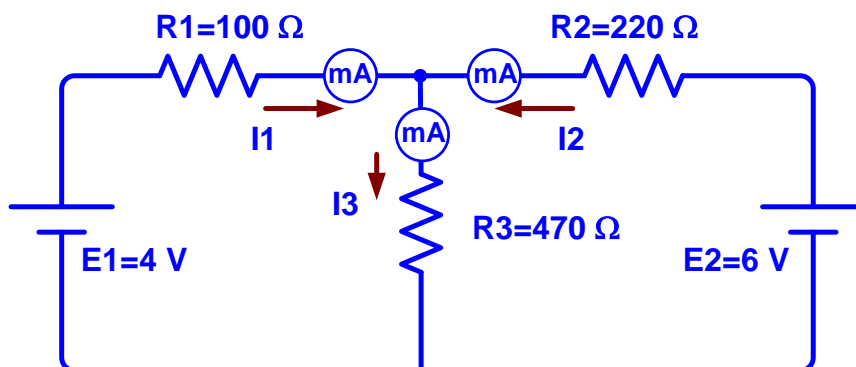 R1=100 Ω R2=220 Ω
mA mA
mA
I1 I2
I3
R3=470 Ω
E1=4 V E2=6 V